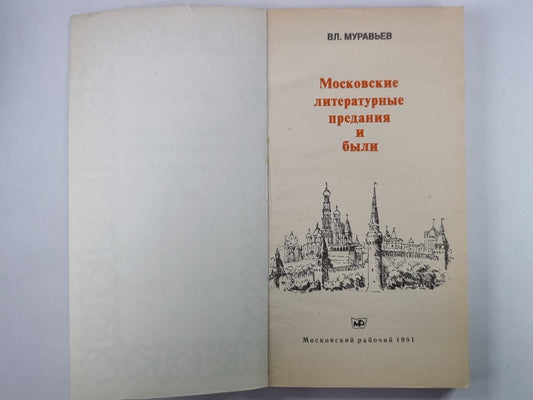 ВЛ. МУРАВЬЕВ
Московские
литературные
предания
и
были
МР
Московский рабочий 1981